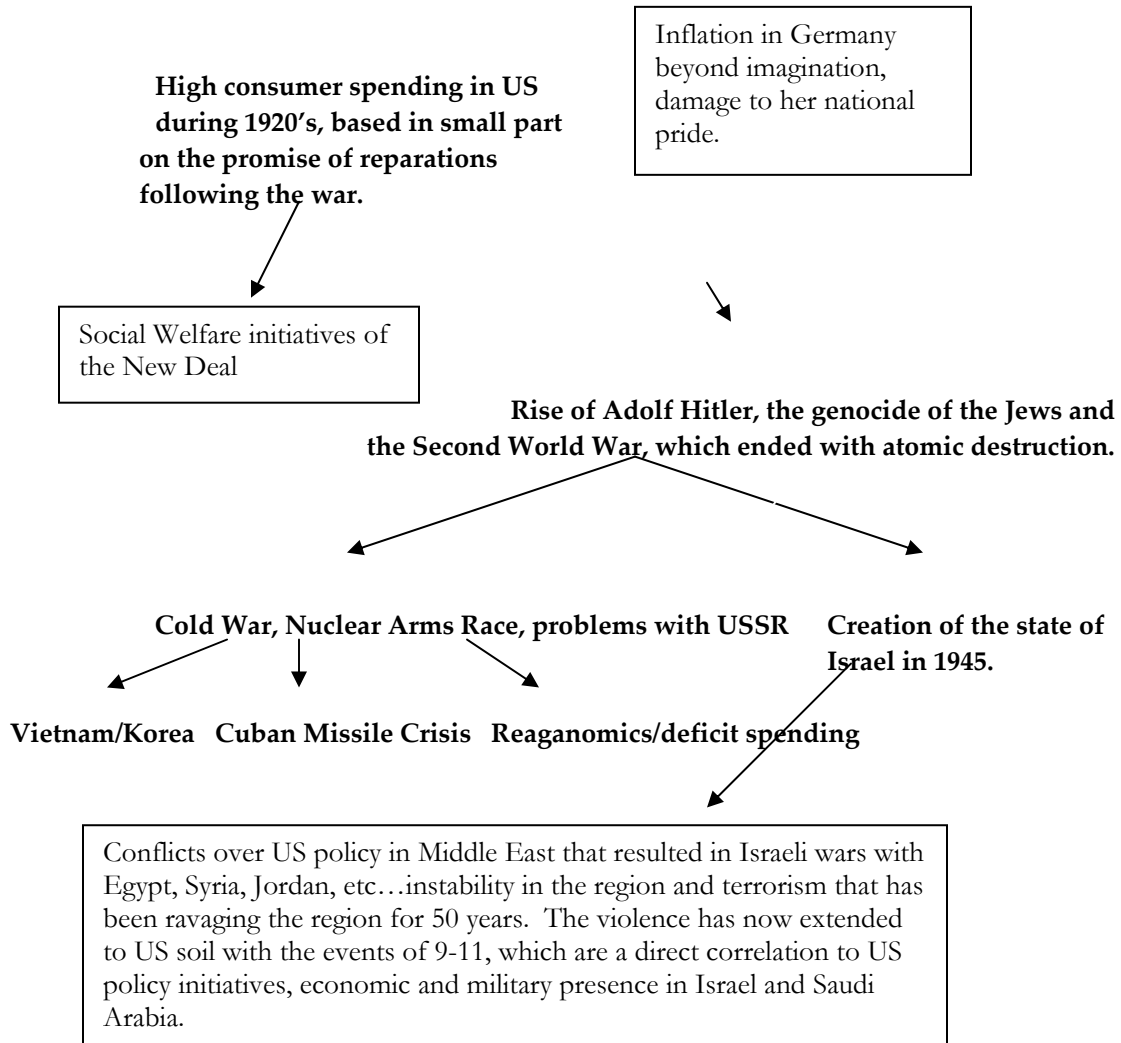 High consumer spending in US
during 1920’s, based in small part
on the promise of reparations
following the war.
Inflation in Germany
beyond imagination,
damage to her national
pride.
Social Welfare initiatives of
the New Deal
Rise of Adolf Hitler, the genocide of the Jews and
the Second World War, which ended with atomic destruction.
Cold War, Nuclear Arms Race, problems with USSR
Creation of the state of
Israel in 1945.
Vietnam/Korea Cuban Missile Crisis Reaganomics/deficit spending
Conflicts over US policy in Middle East that resulted in Israeli wars with
Egypt, Syria, Jordan, etc…instability in the region and terrorism that has
been ravaging the region for 50 years. The violence has now extended
to US soil with the events of 9-11, which are a direct correlation to US
policy initiatives, economic and military presence in Israel and Saudi
Arabia.